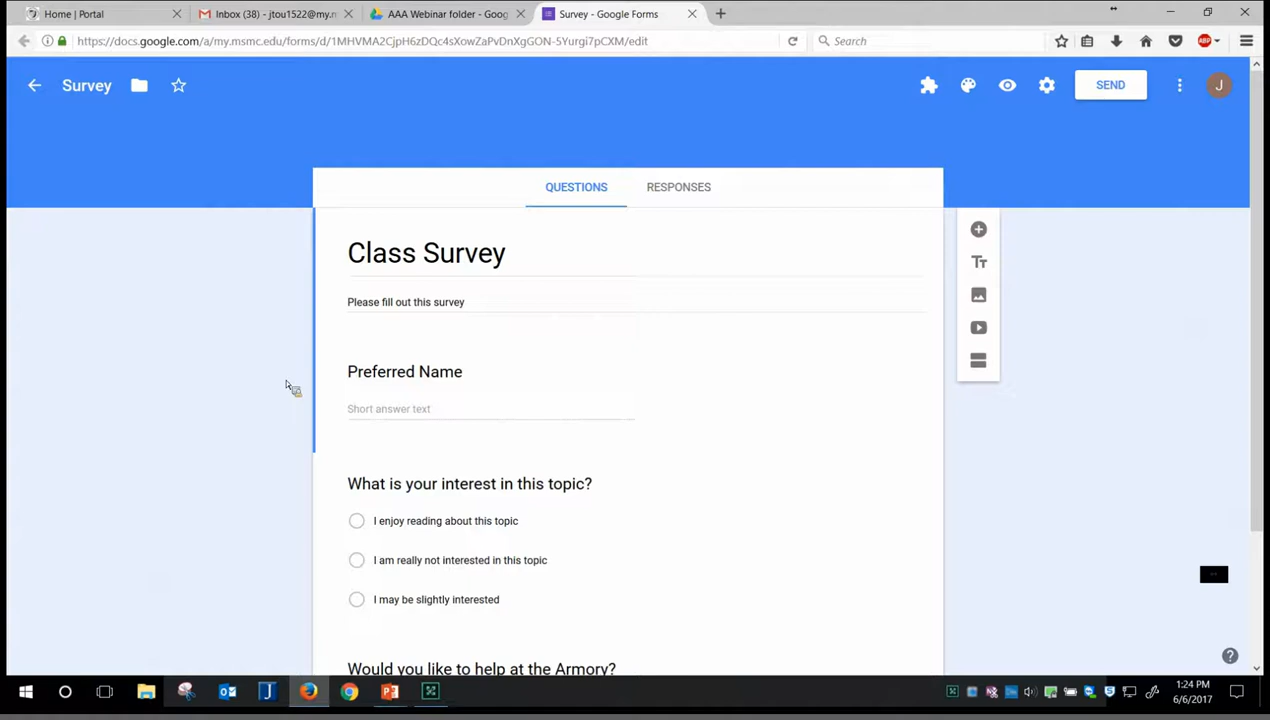 Home | Portal
Inbox (38) - jtou1522@my.n
AAA Webinar folder - Goog
Survey - Google Forms
https://docs.google.com/a/my.msmc.edu/forms/d/1MHVMA2CjpH6zDQc4sXowZaPvDnXgGON-5Yurgi7pCXM/edit
Search
ABP
Survey
SEND
J
QUESTIONS
RESPONSES
Class Survey
Tт
Please fill out this survey
Preferred Name
Short answer text
What is your interest in this topic?
I enjoy reading about this topic
I am really not interested in this topic
I may be slightly interested
Would you like to help at the Armory?
1:24 PM
6/6/2017